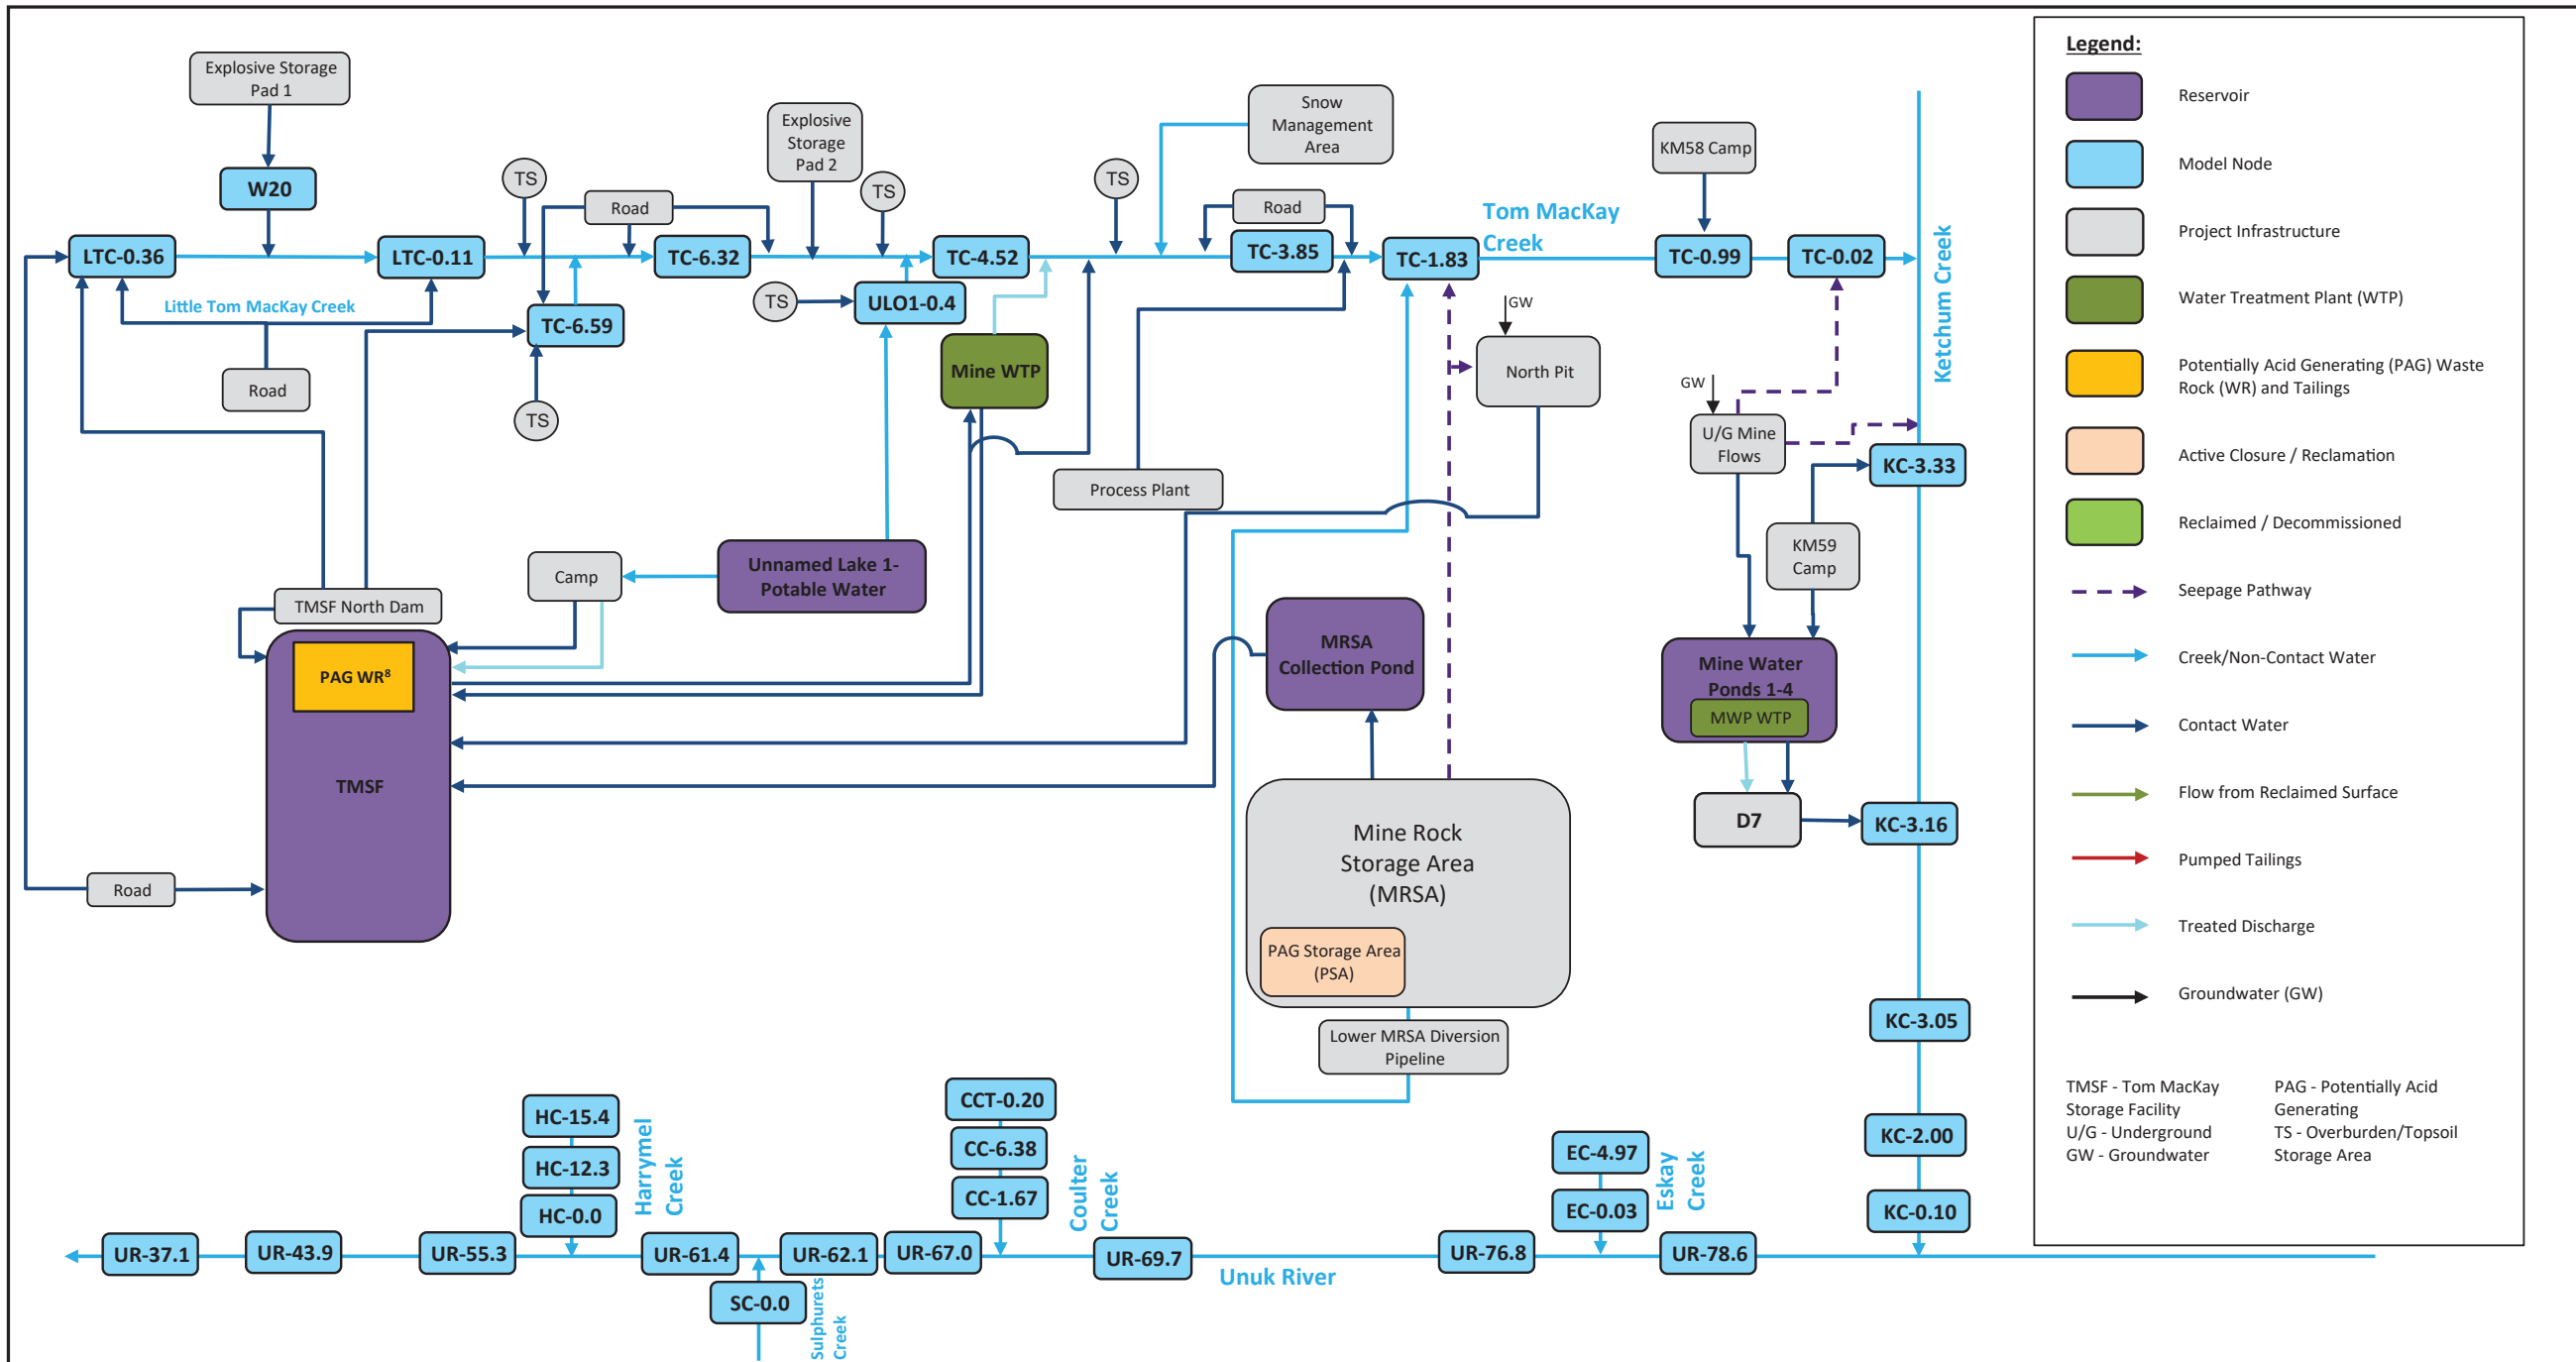 Explosive Storage
Pad 1
W20
LTC-0.36
Little Tom MacKay Creek
Road
LTC-0.11
TS
Road
TC-6.32
TC-6.59
TS
Explosive
Storage
Pad 2
TS
TS
ULO1-0.4
TC-4.52
Mine WTP
TS
Snow
Management
Area
Road
TC-3.85
TC-1.83
Tom MacKay
Creek
KM58 Camp
TC-0.99
TC-0.02
Ketchum Creek
GW
North Pit
Process Plant
GW
U/G Mine
Flows
KC-3.33
KM59
Camp
Camp
Unnamed Lake 1-
Potable Water
TMSF North Dam
PAG WR⁸
TMSF
Road
MRSA
Collection Pond
Mine Water
Ponds 1-4
MWP WTP
D7
KC-3.16
Mine Rock
Storage Area
(MRSA)
PAG Storage Area
(PSA)
Lower MRSA Diversion
Pipeline
KC-3.05
KC-2.00
KC-0.10
HC-15.4
HC-12.3
HC-0.0
Harrymel
Creek
CCT-0.20
CC-6.38
CC-1.67
Coulter
Creek
EC-4.97
EC-0.03
Eskay
Creek
UR-37.1
UR-43.9
UR-55.3
UR-61.4
UR-62.1
UR-67.0
UR-69.7
Unuk River
UR-76.8
UR-78.6
SC-0.0
Sulphurets
Creek
Legend:
Reservoir
Model Node
Project Infrastructure
Water Treatment Plant (WTP)
Potentially Acid Generating (PAG) Waste
Rock (WR) and Tailings
Active Closure / Reclamation
Reclaimed / Decommissioned
Seepage Pathway
Creek/Non-Contact Water
Contact Water
Flow from Reclaimed Surface
Pumped Tailings
Treated Discharge
Groundwater (GW)
TMSF - Tom MacKay
Storage Facility
U/G - Underground
GW - Groundwater
PAG - Potentially Acid
Generating
TS - Overburden/Topsoil
Storage Area